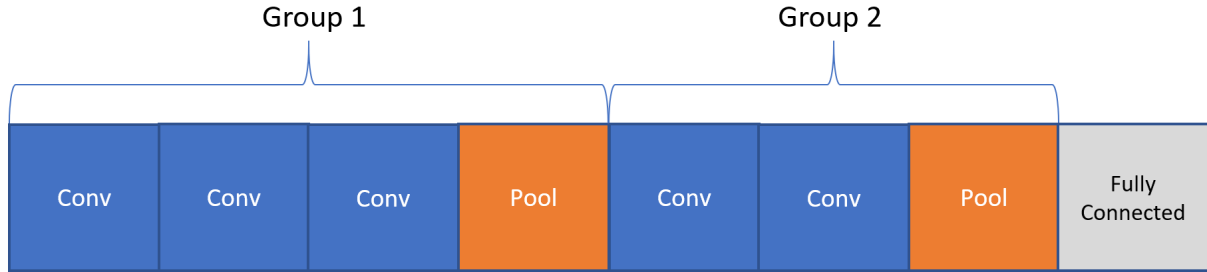 Group 1
Group 2
Conv
Conv
Conv
Pool
Conv
Conv
Pool
Fully
Connected